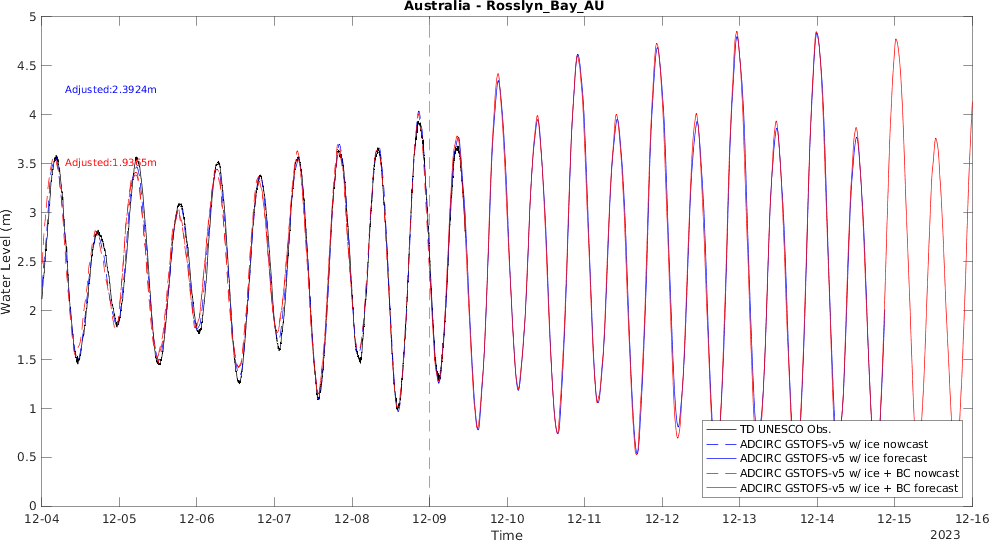 Australia - Rosslyn_Bay_AU
Water Level (m)
5
4.5
4
3.5
3
2.5
2
1.5
1
0.5
0
Adjusted:2.3924m
TD UNESCO Obs.
ADCIRC GSTOFS-v5 w/ ice nowcast
ADCIRC GSTOFS-v5 w/ ice forecast
ADCIRC GSTOFS-v5 w/ ice + BC nowcast
ADCIRC GSTOFS-v5 w/ ice + BC forecast
12-04 12-05 12-06 12-07 12-08 12-09 12-10 12-11 12-12 12-13 12-14 12-15 12-16
Time
2023